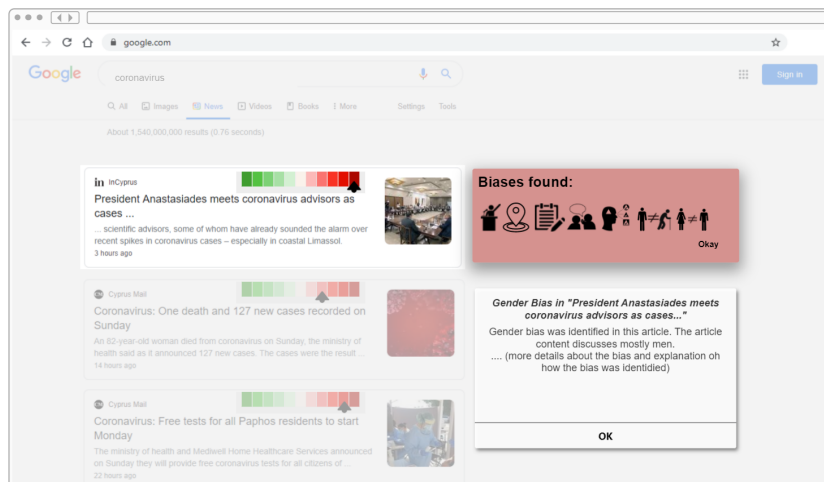 google.com
Google
coronavirus
Sign in
All Images News Videos Books More Settings Tools
About 1,540,000,000 results (0.76 seconds)
in InCyprus
President Anastasiades meets coronavirus advisors as
cases ...
... scientific advisors, some of whom have already sounded the alarm over
recent spikes in coronavirus cases – especially in coastal Limassol.
3 hours ago
Biases found:
Okay
Cyprus Mail
Coronavirus: One death and 127 new cases recorded on
Sunday
An 82-year-old woman died from coronavirus on Sunday, the ministry of
health said as it announced 127 new cases. The cases were the result ...
14 hours ago
Gender Bias in "President Anastasiades meets
coronavirus advisors as cases..."
Gender bias was identified in this article. The article
content discusses mostly men.
.... (more details about the bias and explanation oh
how the bias was identidied)
OK
Cyprus Mail
Coronavirus: Free tests for all Paphos residents to start
Monday
The ministry of health and Mediwell Home Healthcare Services announced
on Sunday they will provide free coronavirus tests for all citizens of ...
22 hours ago